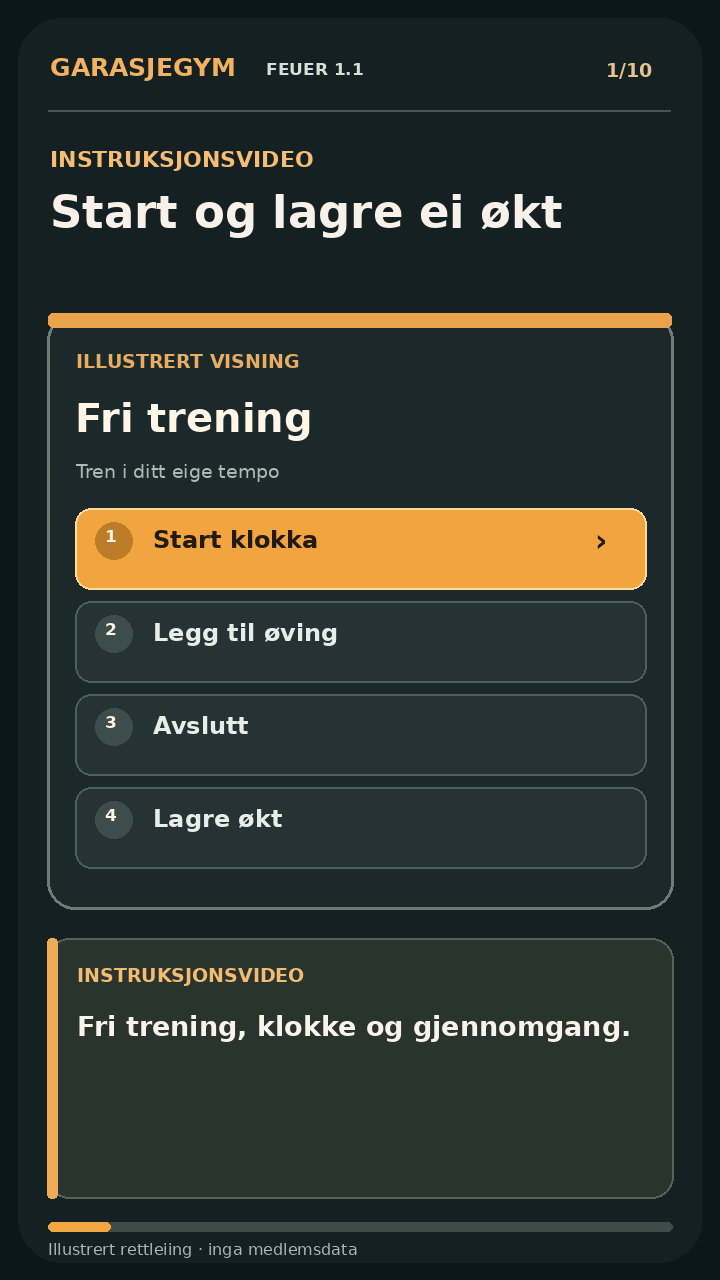 GARASJEGYM FEUER 1.1 1/10
INSTRUKSJONSVIDEO
Start og lagre ei økt
ILLUSTRERT VISNING
Fri trening
Tren i ditt eige tempo
1 Start klokka ›
2 Legg til øving
3 Avslutt
4 Lagre økt
INSTRUKSJONSVIDEO
Fri trening, klokke og gjennomgang.
Illustrert rettleiing · inga medlemsdata